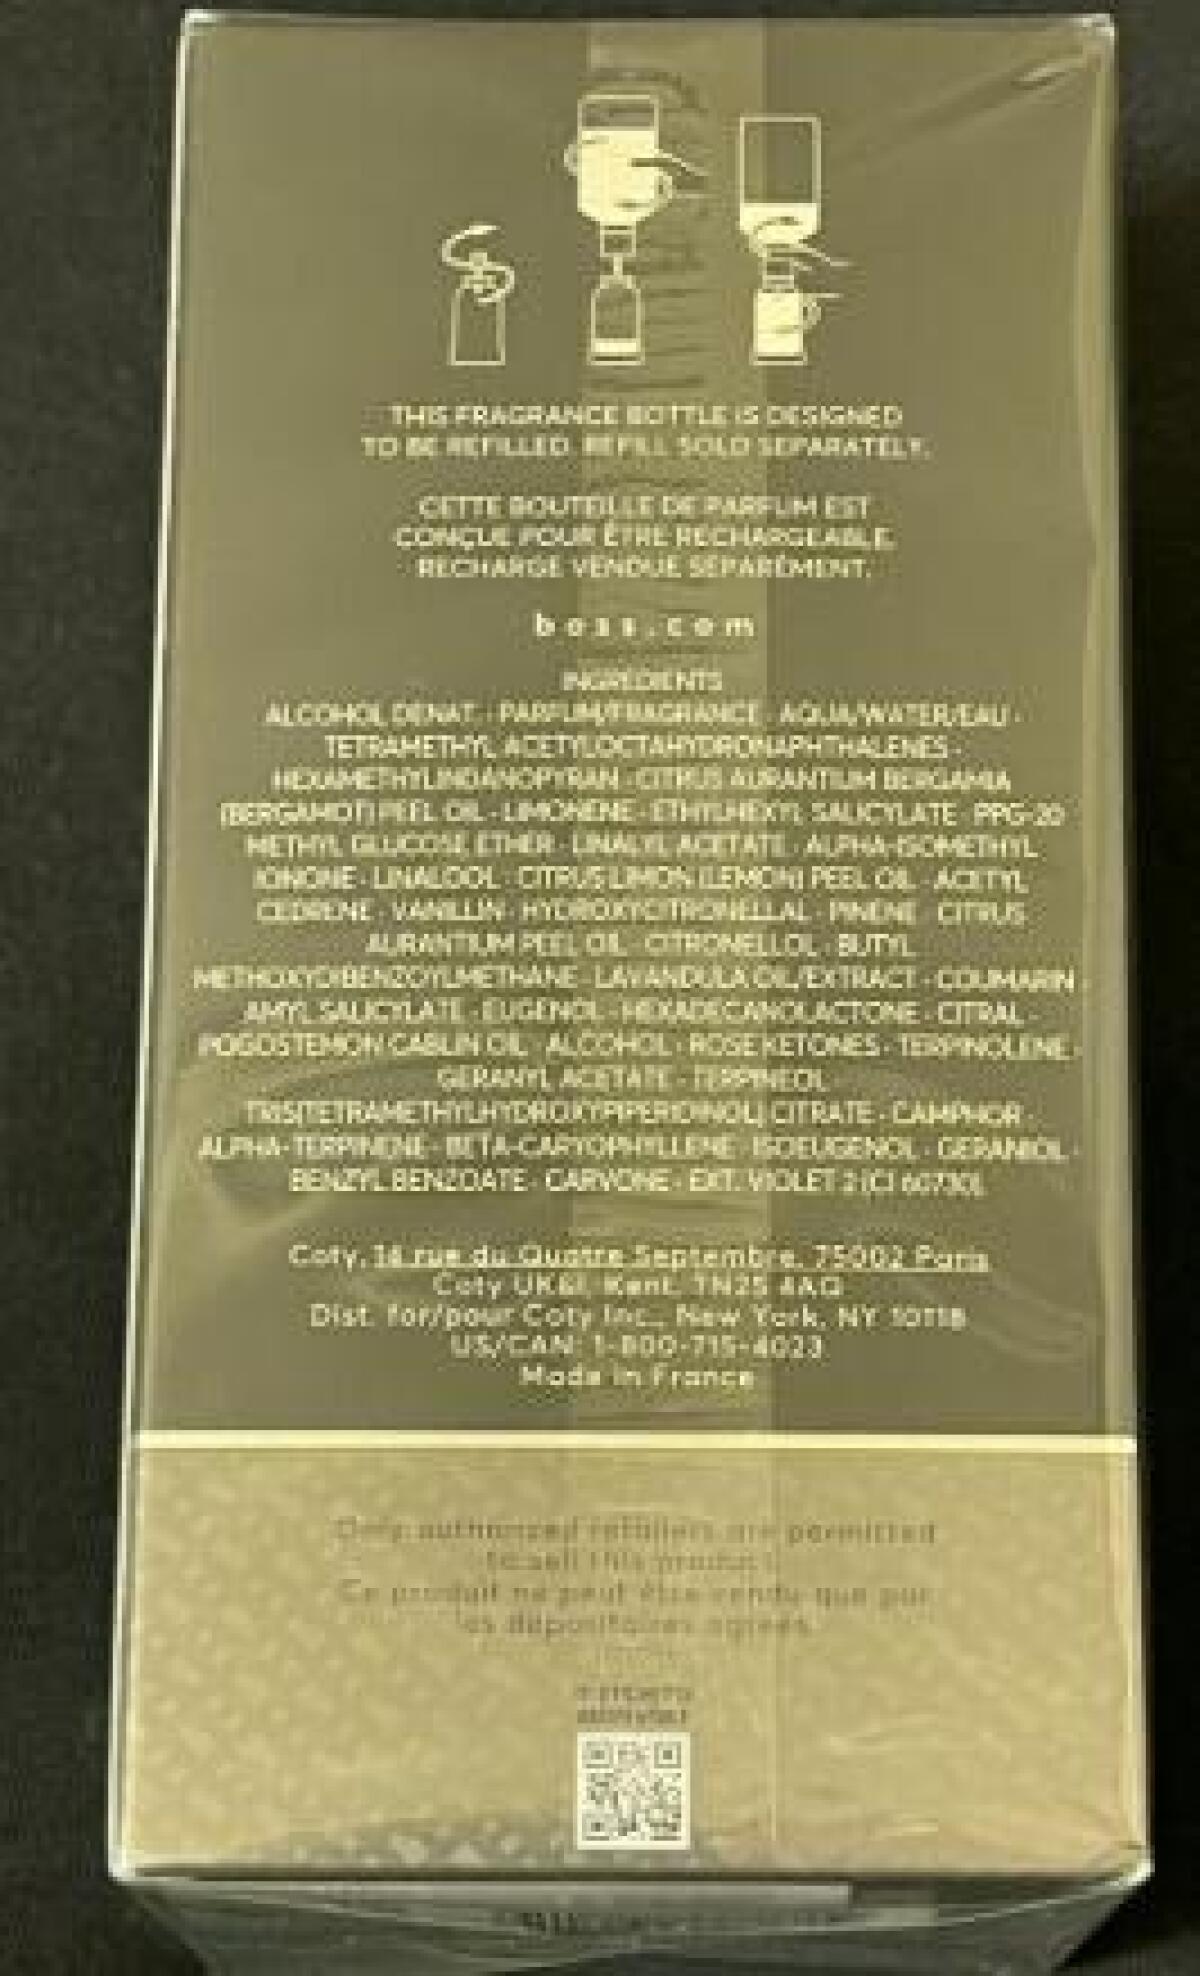 THIS FRAGRANCE BOTTLE IS DESIGNED
TO BE REFILLED. REFILL SOLD SEPARATELY.
CETTE BOUTEILLE DE PARFUM EST
CONÇUE POUR ÊTRE RECHARGEABLE.
RECHARGE VENDUE SÉPARÉMENT.
boss.com
INGREDIENTS
ALCOHOL DENAT. · PARFUM/FRAGRANCE · AQUA/WATER/EAU ·
TETRAMETHYL ACETYLOCTAHYDRONAPHTHALENES ·
HEXAMETHYLINDANOPYRAN · CITRUS AURANTIUM BERGAMIA
(BERGAMOT) PEEL OIL · LIMONENE · ETHYLHEXYL SALICYLATE · PPG-20
METHYL GLUCOSE ETHER · LINALYL ACETATE · ALPHA-ISOMETHYL
IONONE · LINALOOL · CITRUS LIMON (LEMON) PEEL OIL · ACETYL
CEDRENE · VANILLIN · HYDROXYCITRONELLAL · PINENE · CITRUS
AURANTIUM PEEL OIL · CITRONELLOL · BUTYL
METHOXYDIBENZOYLMETHANE · LAVANDULA OIL/EXTRACT · COUMARIN ·
AMYL SALICYLATE · EUGENOL · HEXADECANOLACTONE · CITRAL ·
POGOSTEMON CABLIN OIL · ALCOHOL · ROSE KETONES · TERPINOLENE ·
GERANYL ACETATE · TERPINEOL ·
TRIS(TETRAMETHYLHYDROXYPIPERIDINOL) CITRATE · CAMPHOR ·
ALPHA-TERPINENE · BETA-CARYOPHYLLENE · ISOEUGENOL · GERANIOL ·
BENZYL BENZOATE · CARVONE · EXT. VIOLET 2 (CI 60730).
Coty, 14 rue du Quatre Septembre, 75002 Paris
Coty UK&I, Kent, TN25 4AQ
Dist. for/pour Coty Inc., New York, NY 10118
US/CAN: 1-800-715-4023
Made in France
Only authorized retailers are permitted
to sell this product.
Ce produit ne peut être vendu que par
les dépositaires agréés.